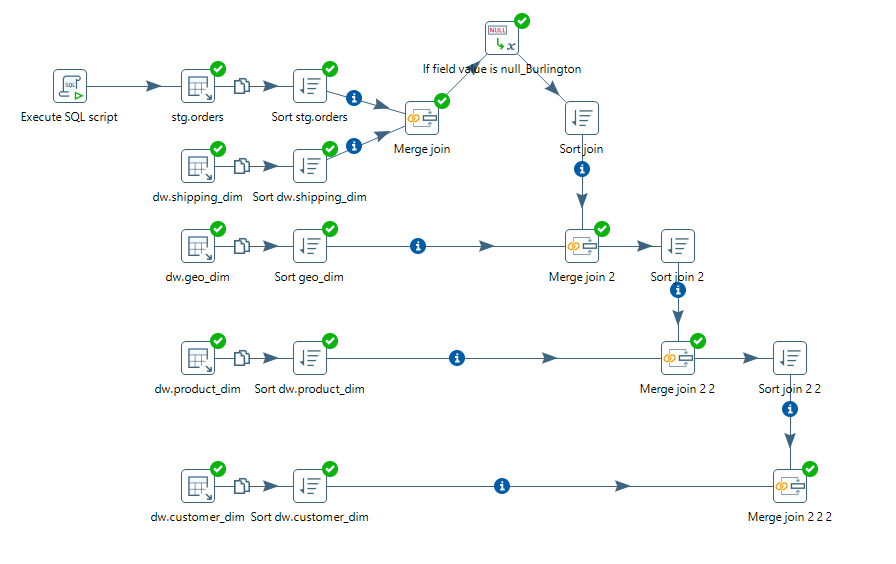 NULL
x
If field value is null_Burlington
SQL
Execute SQL script
stg.orders
Sort stg.orders
Merge join
Sort join
dw.shipping_dim
Sort dw.shipping_dim
dw.geo_dim
Sort geo_dim
Merge join 2
Sort join 2
dw.product_dim
Sort dw.product_dim
Merge join 2 2
Sort join 2 2
dw.customer_dim
Sort dw.customer_dim
Merge join 2 2 2